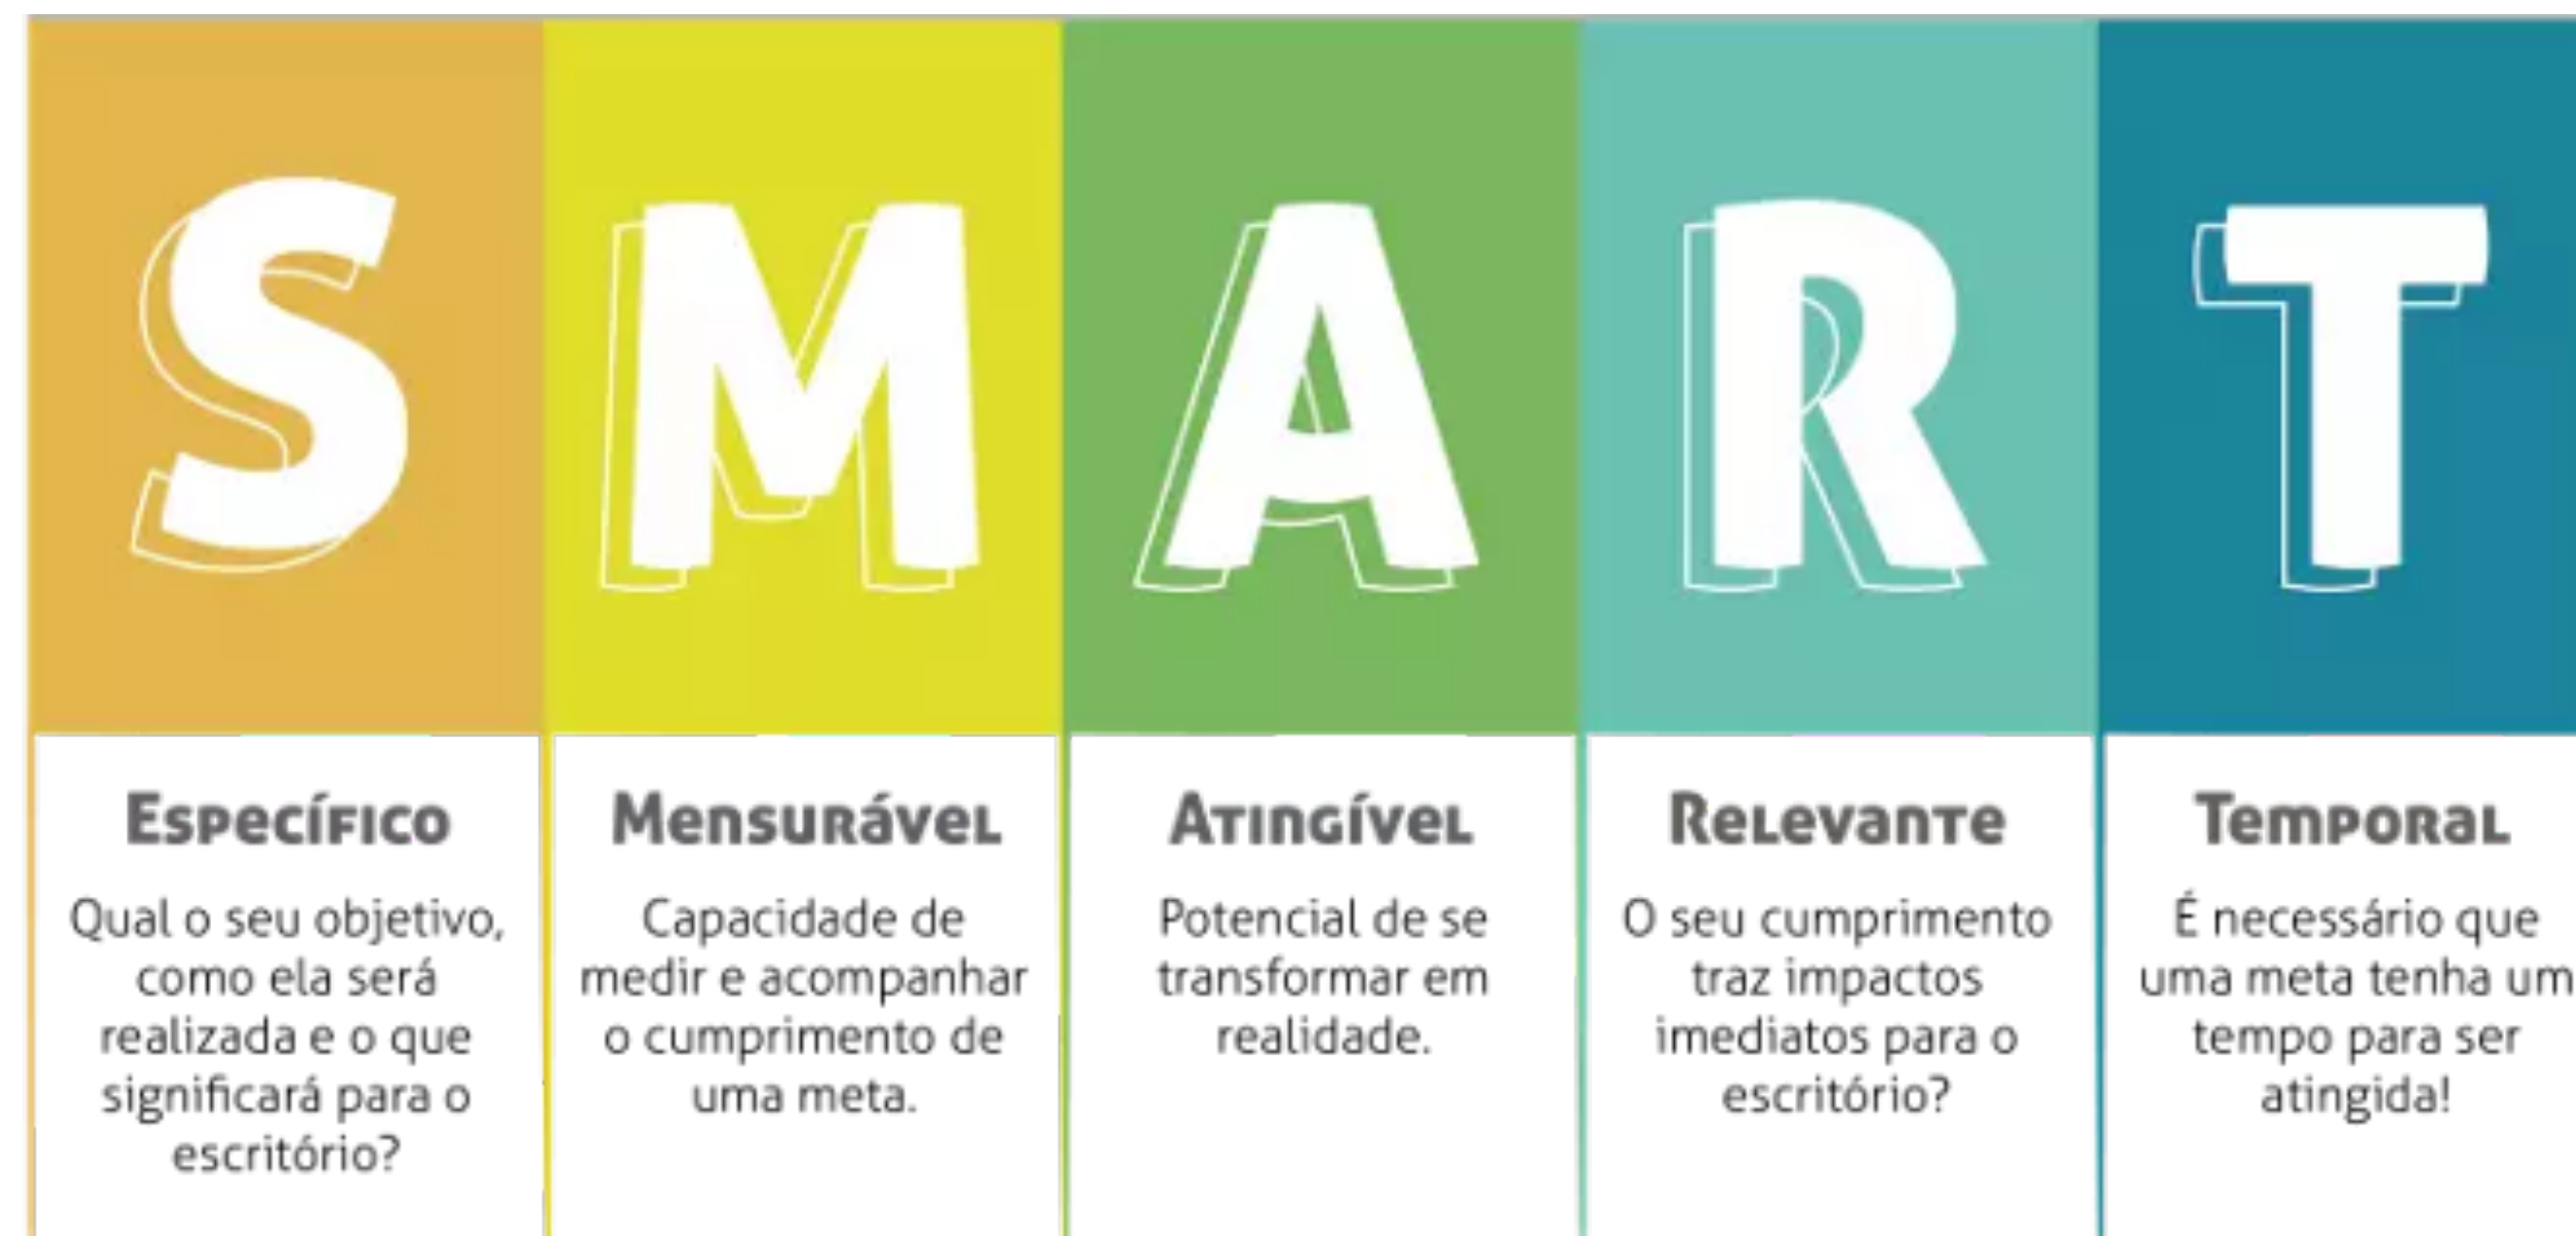 S
M
A
R
T
Específico
Qual o seu objetivo,
como ela será
realizada e o que
significará para o
escritório?
Mensurável
Capacidade de
medir e acompanhar
o cumprimento de
uma meta.
Atingível
Potencial de se
transformar em
realidade.
Relevante
O seu cumprimento
traz impactos
imediatos para o
escritório?
Temporal
É necessário que
uma meta tenha um
tempo para ser
atingida!